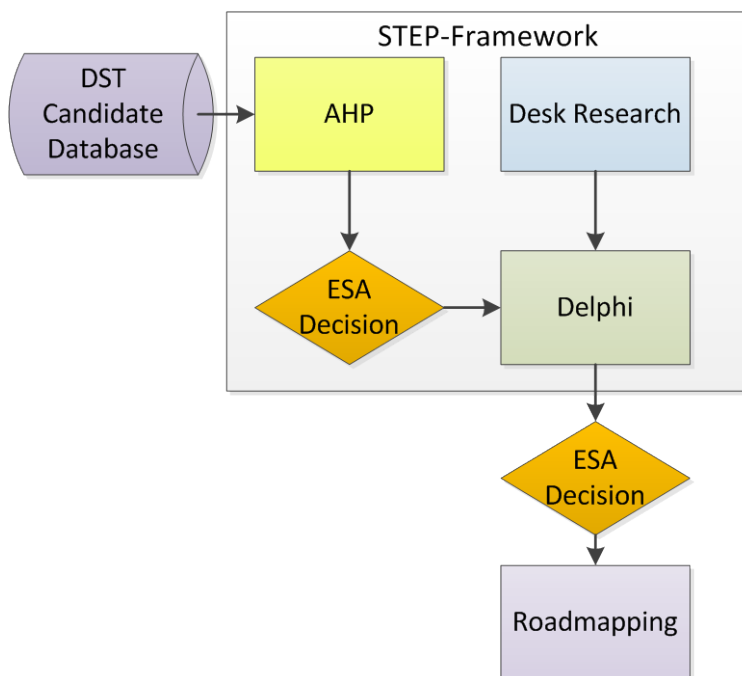 STEP-Framework
DST
Candidate
Database
AHP
Desk Research
ESA
Decision
Delphi
ESA
Decision
Roadmapping